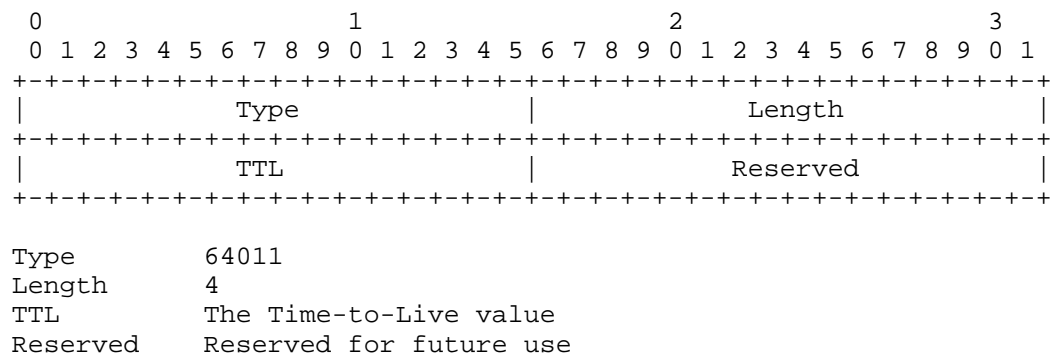 0                   1                   2                   3
 0 1 2 3 4 5 6 7 8 9 0 1 2 3 4 5 6 7 8 9 0 1 2 3 4 5 6 7 8 9 0 1
+-+-+-+-+-+-+-+-+-+-+-+-+-+-+-+-+-+-+-+-+-+-+-+-+-+-+-+-+-+-+-+-+
|             Type              |             Length            |
+-+-+-+-+-+-+-+-+-+-+-+-+-+-+-+-+-+-+-+-+-+-+-+-+-+-+-+-+-+-+-+-+
|             TTL               |            Reserved           |
+-+-+-+-+-+-+-+-+-+-+-+-+-+-+-+-+-+-+-+-+-+-+-+-+-+-+-+-+-+-+-+-+
Type        64011
Length      4
TTL         The Time-to-Live value
Reserved    Reserved for future use